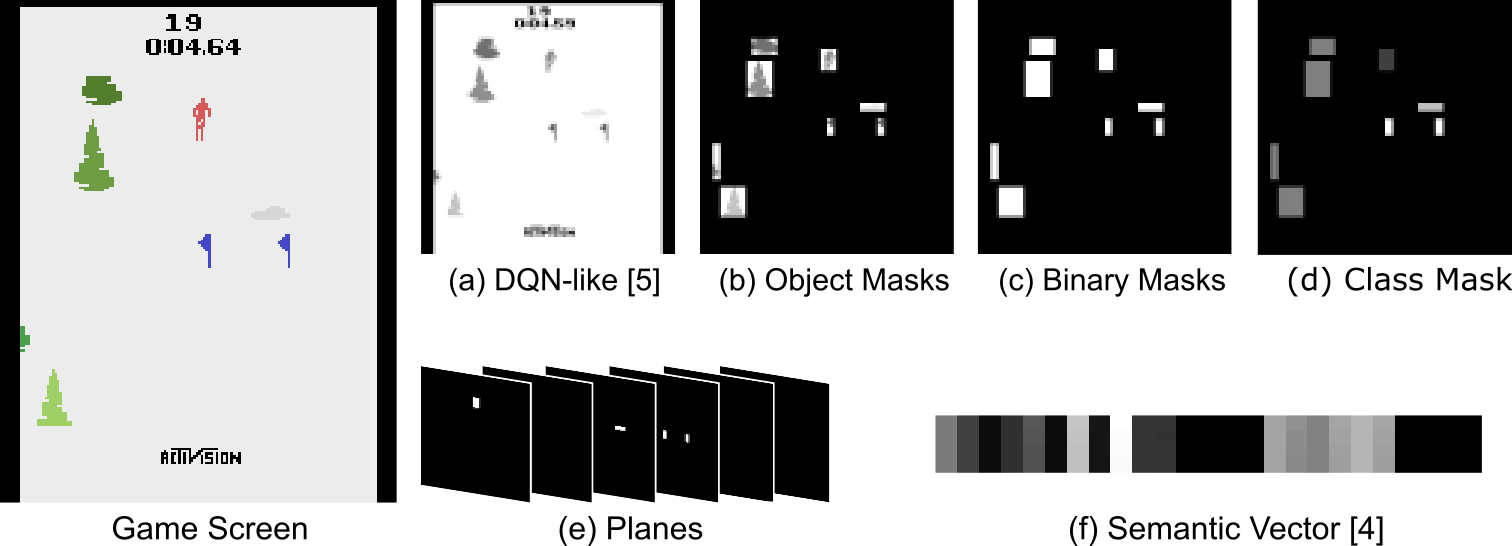 19
0:04.64
ACTIVISION
Game Screen
19
0:04.59
ACTIVISION
(a) DQN-like [5]
(b) Object Masks
(c) Binary Masks
(d) Class Mask
(e) Planes
(f) Semantic Vector [4]